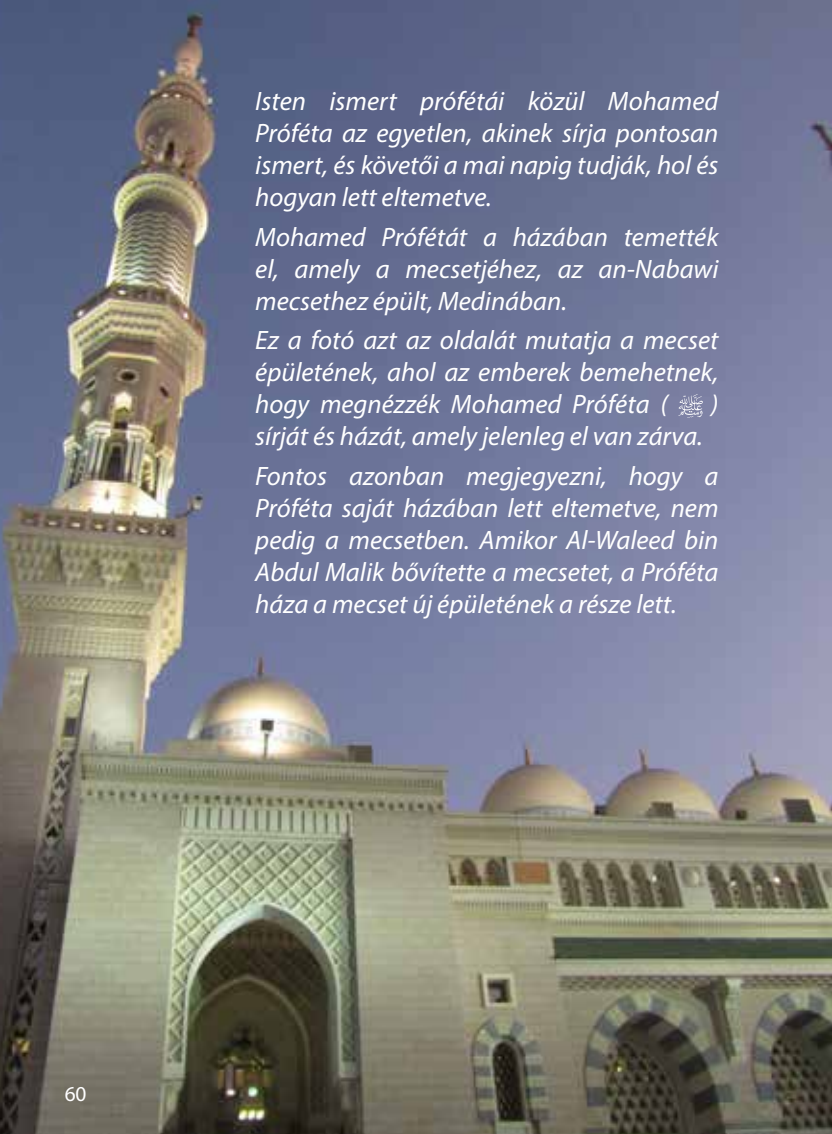 Isten ismert prófétái közül Mohamed
Próféta az egyetlen, akinek sírja pontosan
ismert, és követői a mai napig tudják, hol és
hogyan lett eltemetve.
Mohamed Prófétát a házában temették
el, amely a mecsetjéhez, az an-Nabawi
mecsethez épült, Medinában.
Ez a fotó azt az oldalát mutatja a mecset
épületének, ahol az emberek bemehetnek,
hogy megnézzék Mohamed Próféta ( ﷺ )
sírját és házát, amely jelenleg el van zárva.
Fontos azonban megjegyezni, hogy a
Próféta saját házában lett eltemetve, nem
pedig a mecsetben. Amikor Al-Waleed bin
Abdul Malik bővítette a mecsetet, a Próféta
háza a mecset új épületének a része lett.
60